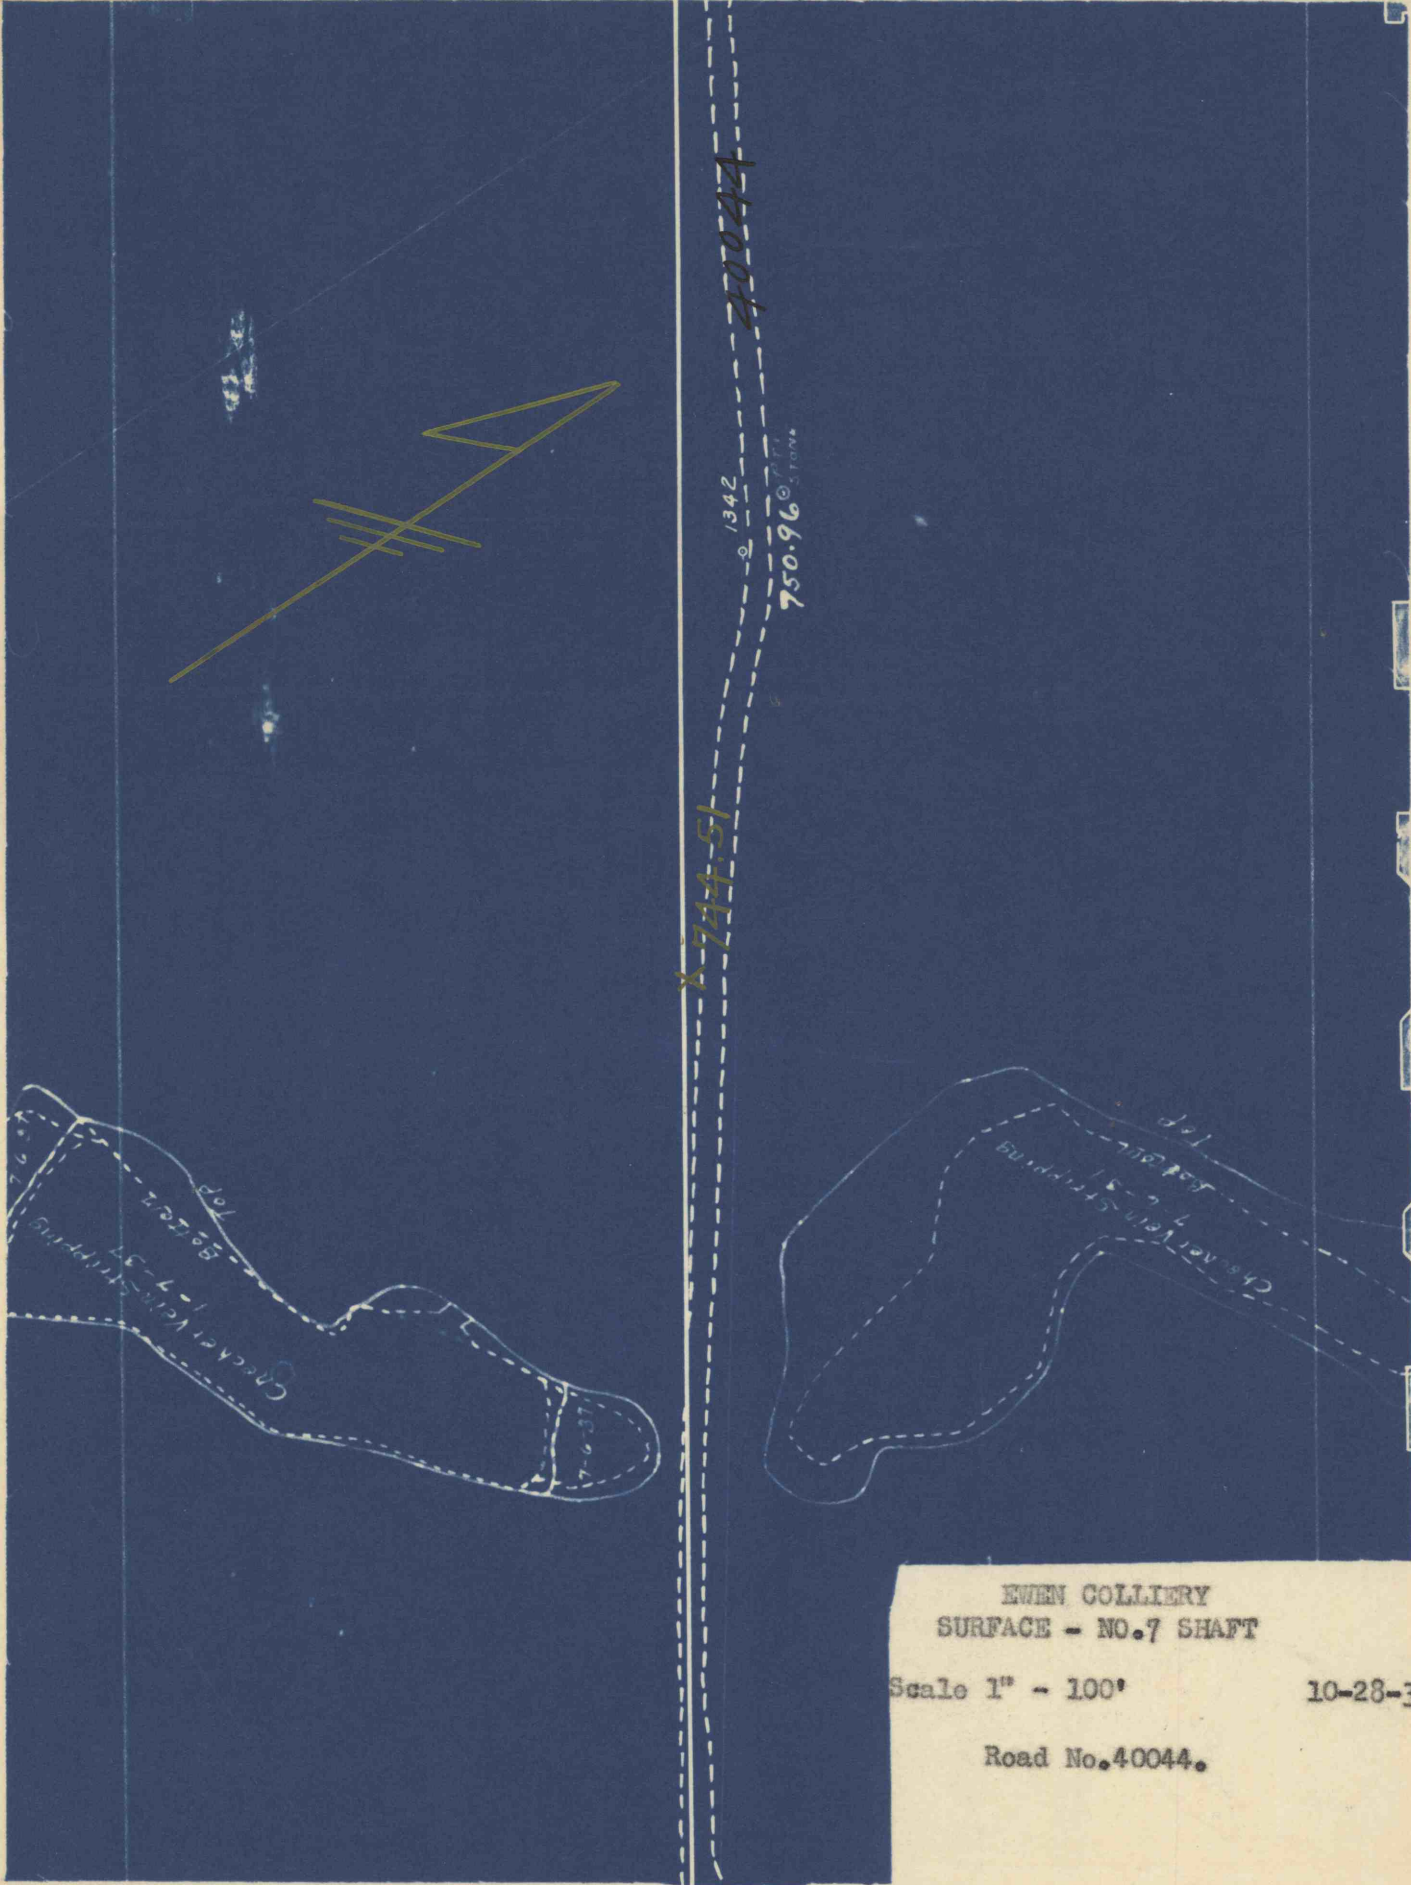 40044
1342
750.96
STONE
X 744.51
Top
Bottom
7-6-37
Checker Vein Stripping
Top
Bottom
1-7-37
Checker Vein Stripping
7-6-37
EWEN COLLIERY
SURFACE - NO.7 SHAFT
Scale 1" - 100' 10-28-3
Road No.40044.